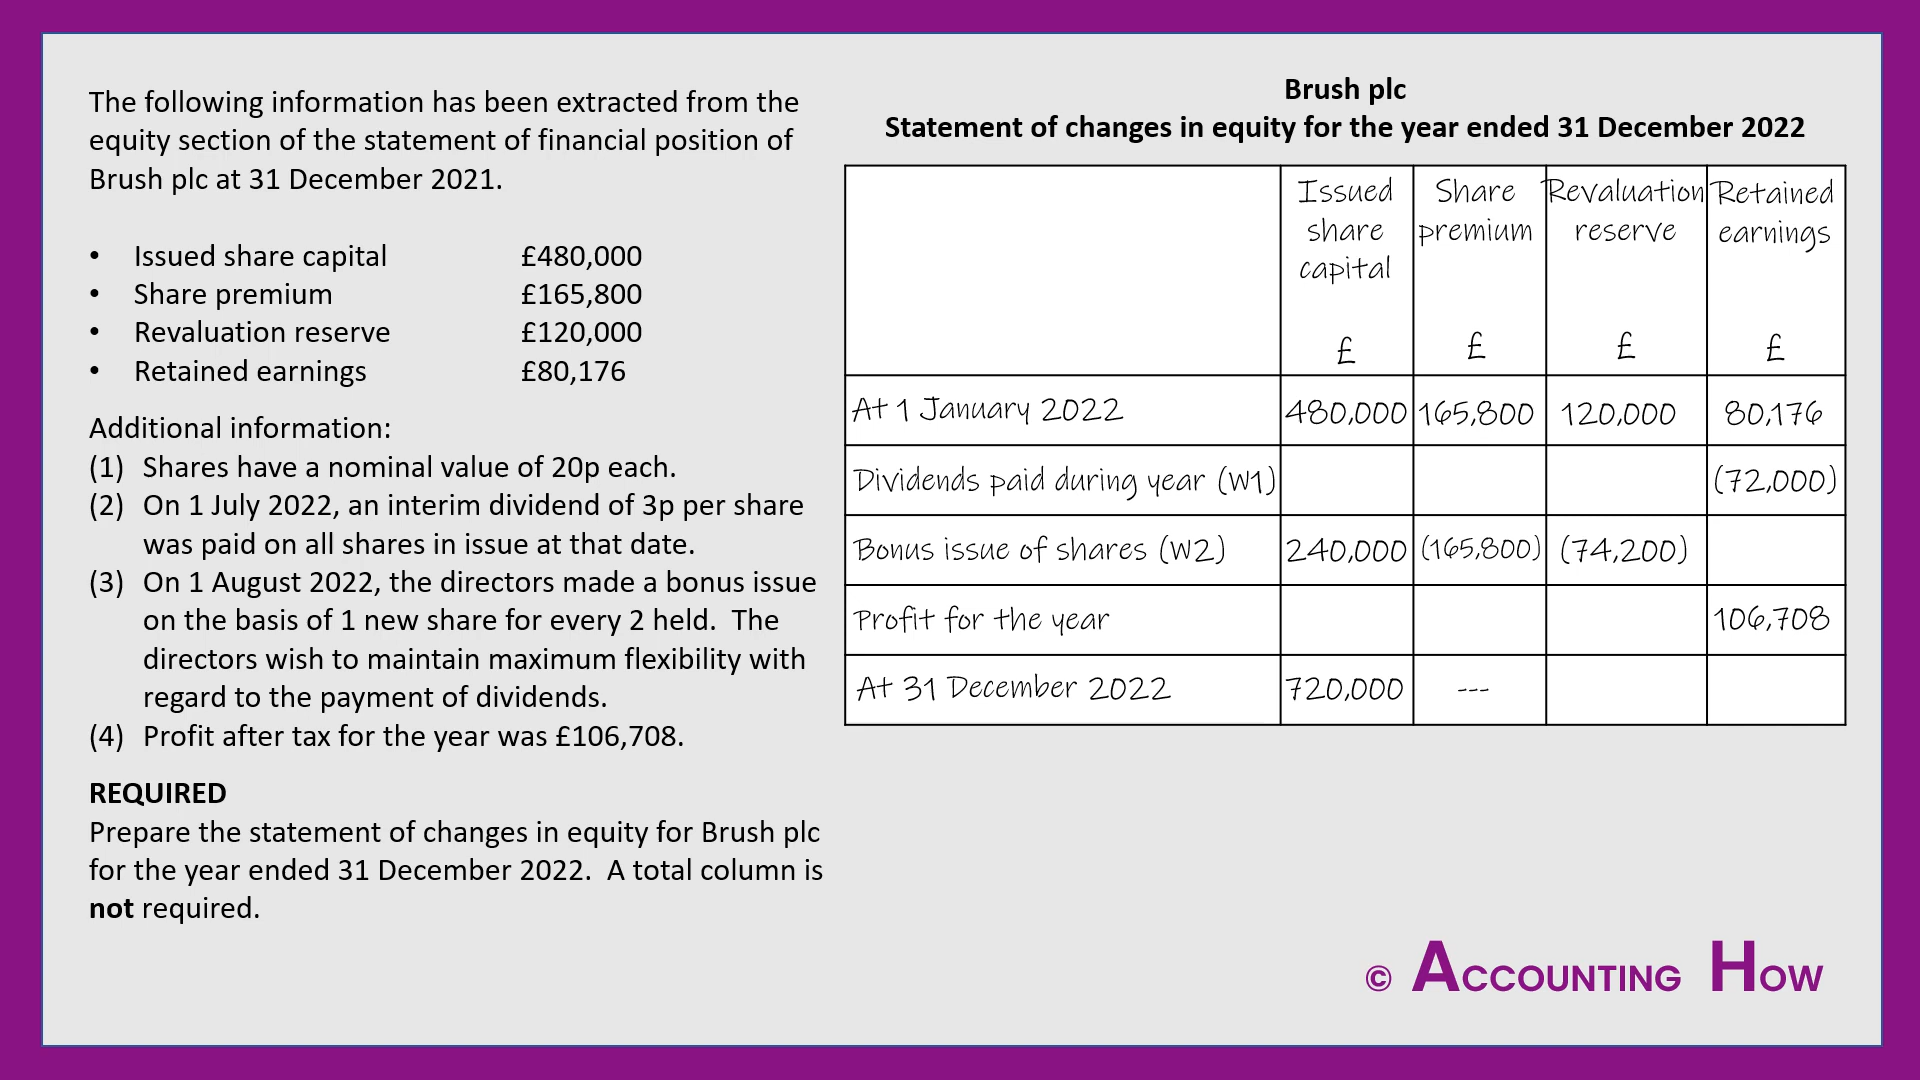 The following information has been extracted from the
equity section of the statement of financial position of
Brush plc at 31 December 2021.
• Issued share capital £480,000
• Share premium £165,800
• Revaluation reserve £120,000
• Retained earnings £80,176
Additional information:
(1) Shares have a nominal value of 20p each.
(2) On 1 July 2022, an interim dividend of 3p per share
was paid on all shares in issue at that date.
(3) On 1 August 2022, the directors made a bonus issue
on the basis of 1 new share for every 2 held. The
directors wish to maintain maximum flexibility with
regard to the payment of dividends.
(4) Profit after tax for the year was £106,708.
REQUIRED
Prepare the statement of changes in equity for Brush plc
for the year ended 31 December 2022. A total column is
not required.
Brush plc
Statement of changes in equity for the year ended 31 December 2022
Issued Share Revaluation Retained
share premium reserve earnings
capital
£ £ £ £
At 1 January 2022 480,000 165,800 120,000 80,176
Dividends paid during year (W1) (72,000)
Bonus issue of shares (W2) 240,000 (165,800) (74,200)
Profit for the year 106,708
At 31 December 2022 720,000 ---
© ACCOUNTING HOW